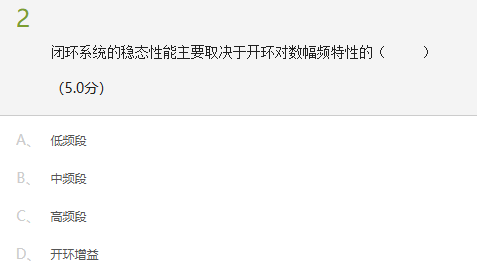 2
闭环系统的稳态性能主要取决于开环对数幅频特性的（　　）
（5.0分）
A、 低频段
B、 中频段
C、 高频段
D、 开环增益